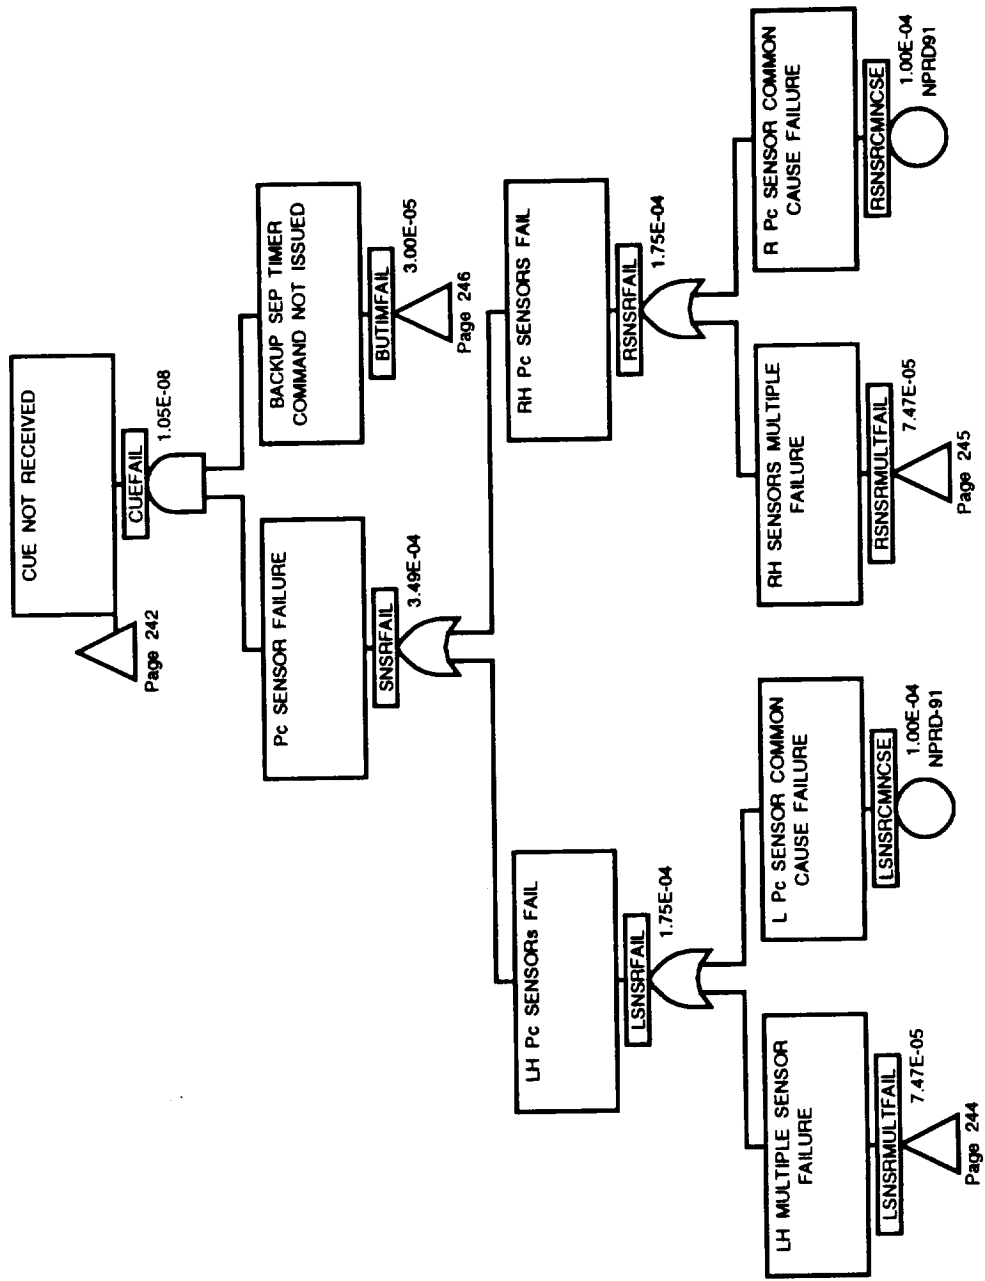 CUE NOT RECEIVED
Page 242
CUEFAIL
1.05E-08
Pc SENSOR FAILURE
SNSRFAIL
3.49E-04
BACKUP SEP TIMER
COMMAND NOT ISSUED
BUTIMFAIL
3.00E-05
Page 246
LH Pc SENSORs FAIL
LSNSRFAIL
1.75E-04
RH Pc SENSORS FAIL
RSNSRFAIL
1.75E-04
LH MULTIPLE SENSOR
FAILURE
LSNSRMULTFAIL
7.47E-05
Page 244
L Pc SENSOR COMMON
CAUSE FAILURE
LSNSRCMNCSE
1.00E-04
NPRD-91
RH SENSORS MULTIPLE
FAILURE
RSNSRMULTFAIL
7.47E-05
Page 245
R Pc SENSOR COMMON
CAUSE FAILURE
RSNSRCMNCSE
1.00E-04
NPRD91